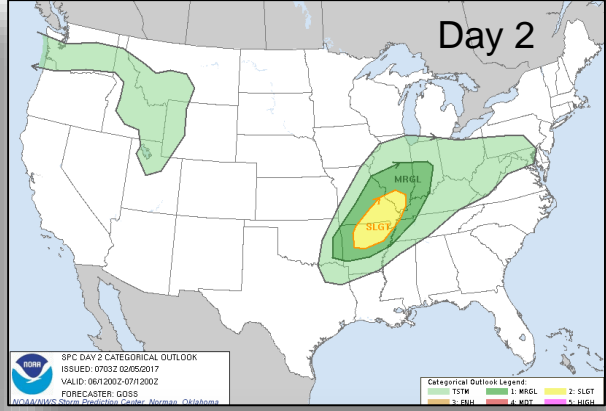 Day 2
MRGL
SLGT
NOAA
SPC DAY 2 CATEGORICAL OUTLOOK
ISSUED: 0703Z 02/05/2017
VALID: 06/1200Z-07/1200Z
FORECASTER: GOSS
NOAA/NWS Storm Prediction Center, Norman, Oklahoma
Categorical Outlook Legend:
TSTM 1: MRGL 2: SLGT
3: ENH 4: MDT 5: HIGH